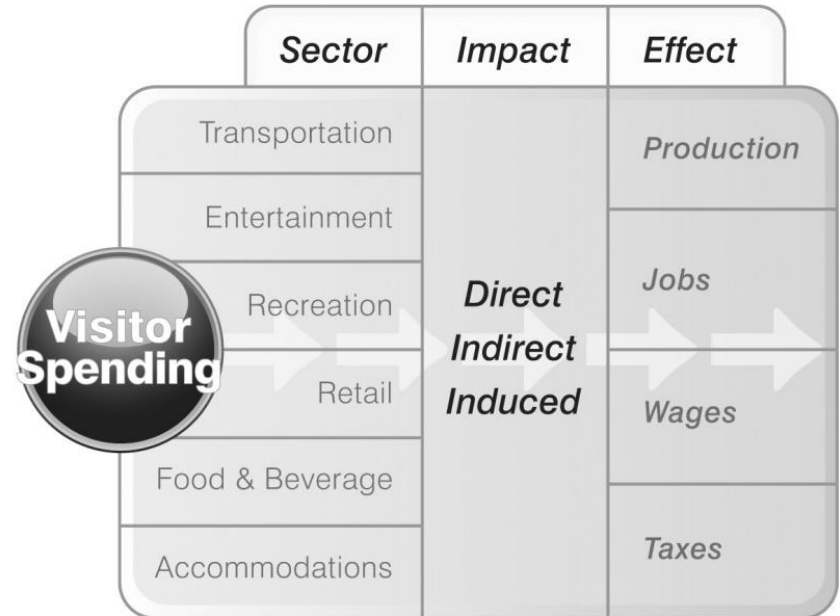 Sector Impact Effect
Transportation
Entertainment
Recreation
Retail
Food & Beverage
Accommodations
Visitor
Spending
Direct
Indirect
Induced
Production
Jobs
Wages
Taxes